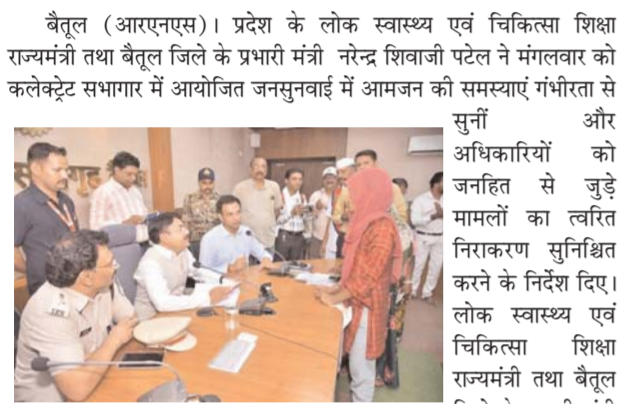 बैतूल (आरएनएस)। प्रदेश के लोक स्वास्थ्य एवं चिकित्सा शिक्षा
राज्यमंत्री तथा बैतूल जिले के प्रभारी मंत्री नरेन्द्र शिवाजी पटेल ने मंगलवार को
कलेक्ट्रेट सभागार में आयोजित जनसुनवाई में आमजन की समस्याएं गंभीरता से
सुनीं और
अधिकारियों को
जनहित से जुड़े
मामलों का त्वरित
निराकरण सुनिश्चित
करने के निर्देश दिए।
लोक स्वास्थ्य एवं
चिकित्सा शिक्षा
राज्यमंत्री तथा बैतूल